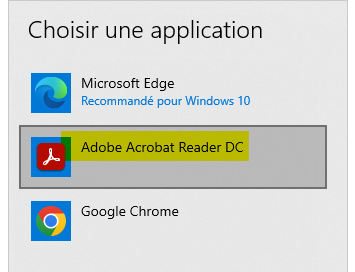 Choisir une application
Microsoft Edge
Recommandé pour Windows 10
Adobe Acrobat Reader DC
Google Chrome